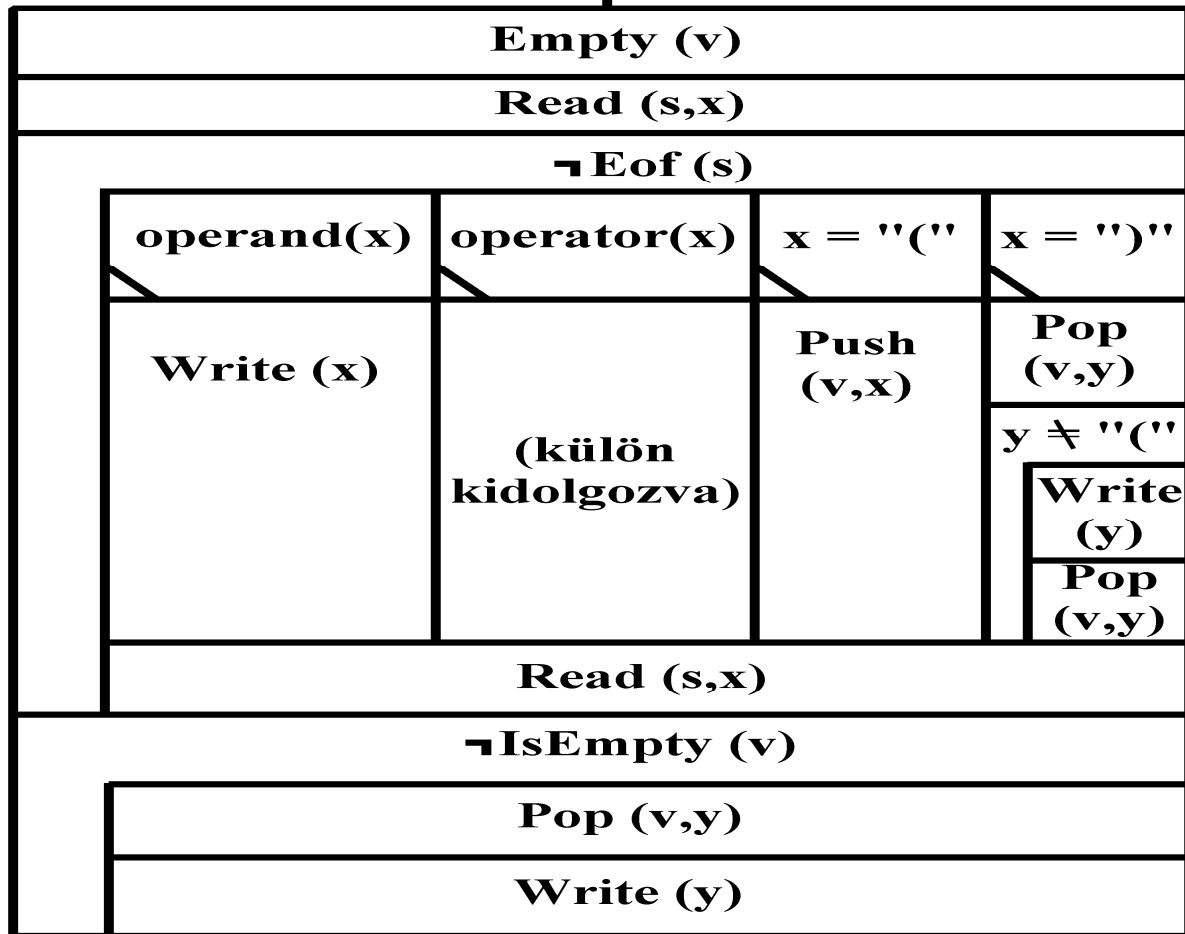 Empty (v)
Read (s,x)
¬Eof (s)
operand(x)
operator(x)
x = "("
x = ")"
Write (x)
(külön
kidolgozva)
Push
(v,x)
Pop
(v,y)
y ≠ "("
Write
(y)
Pop
(v,y)
Read (s,x)
¬IsEmpty (v)
Pop (v,y)
Write (y)